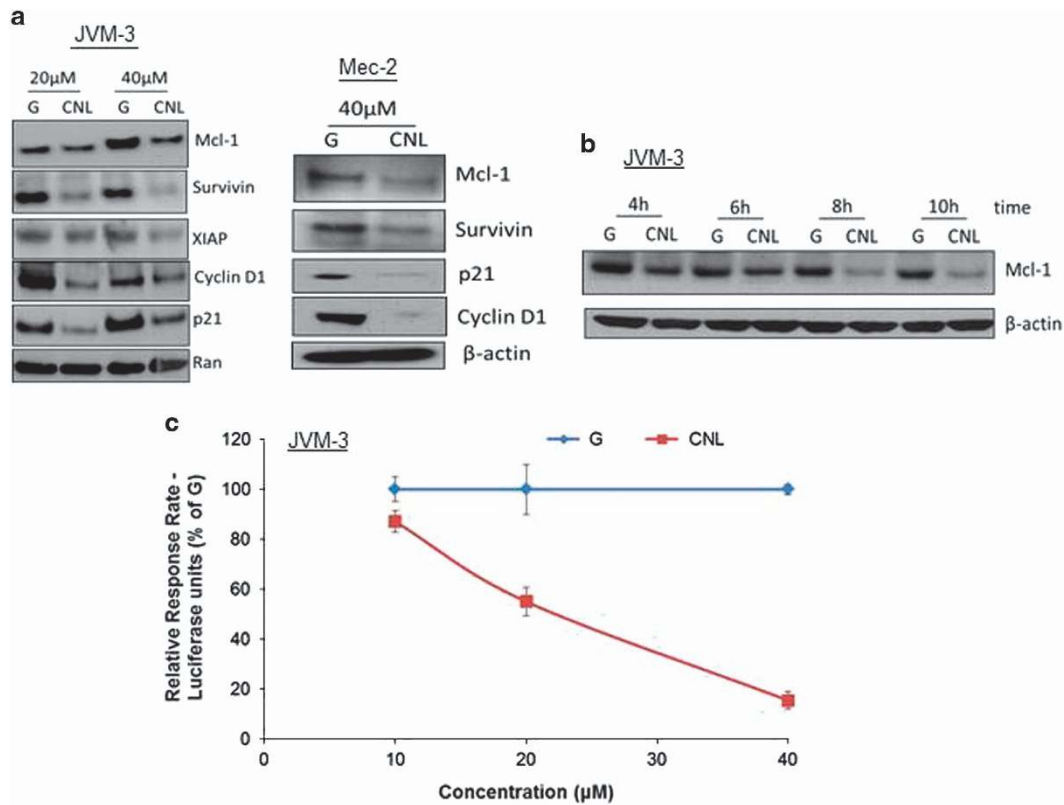 a
JVM-3
20µM 40µM
G CNL G CNL
Mcl-1
Survivin
XIAP
Cyclin D1
p21
Ran
Mec-2
40µM
G CNL
Mcl-1
Survivin
p21
Cyclin D1
β-actin
b
JVM-3
4h 6h 8h 10h time
G CNL G CNL G CNL G CNL
Mcl-1
β-actin
c
JVM-3
G CNL
Relative Response Rate -
Luciferase units (% of G)
120
100
80
60
40
20
0
0 10 20 30 40
Concentration (µM)